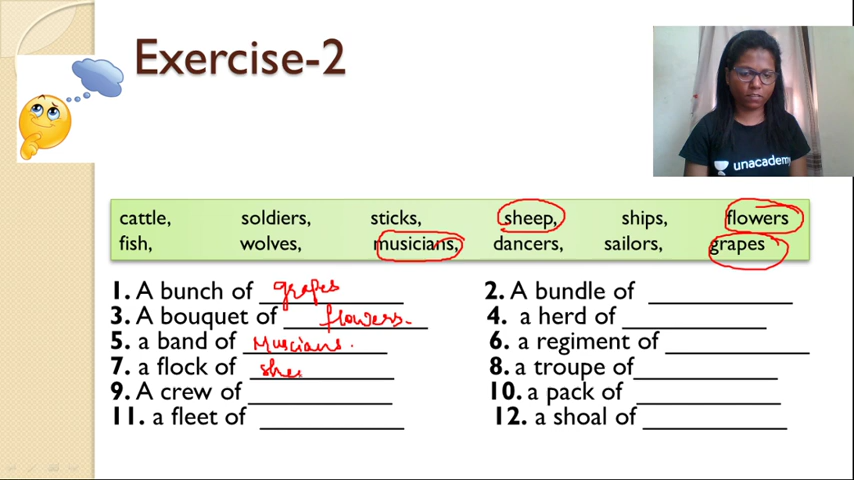 Exercise-2
unacademy
cattle, soldiers, sticks, sheep, ships, flowers
fish, wolves, musicians, dancers, sailors, grapes
1. A bunch of grapes 2. A bundle of
3. A bouquet of flowers. 4. a herd of
5. a band of Muscians. 6. a regiment of
7. a flock of shee 8. a troupe of
9. A crew of 10. a pack of
11. a fleet of 12. a shoal of